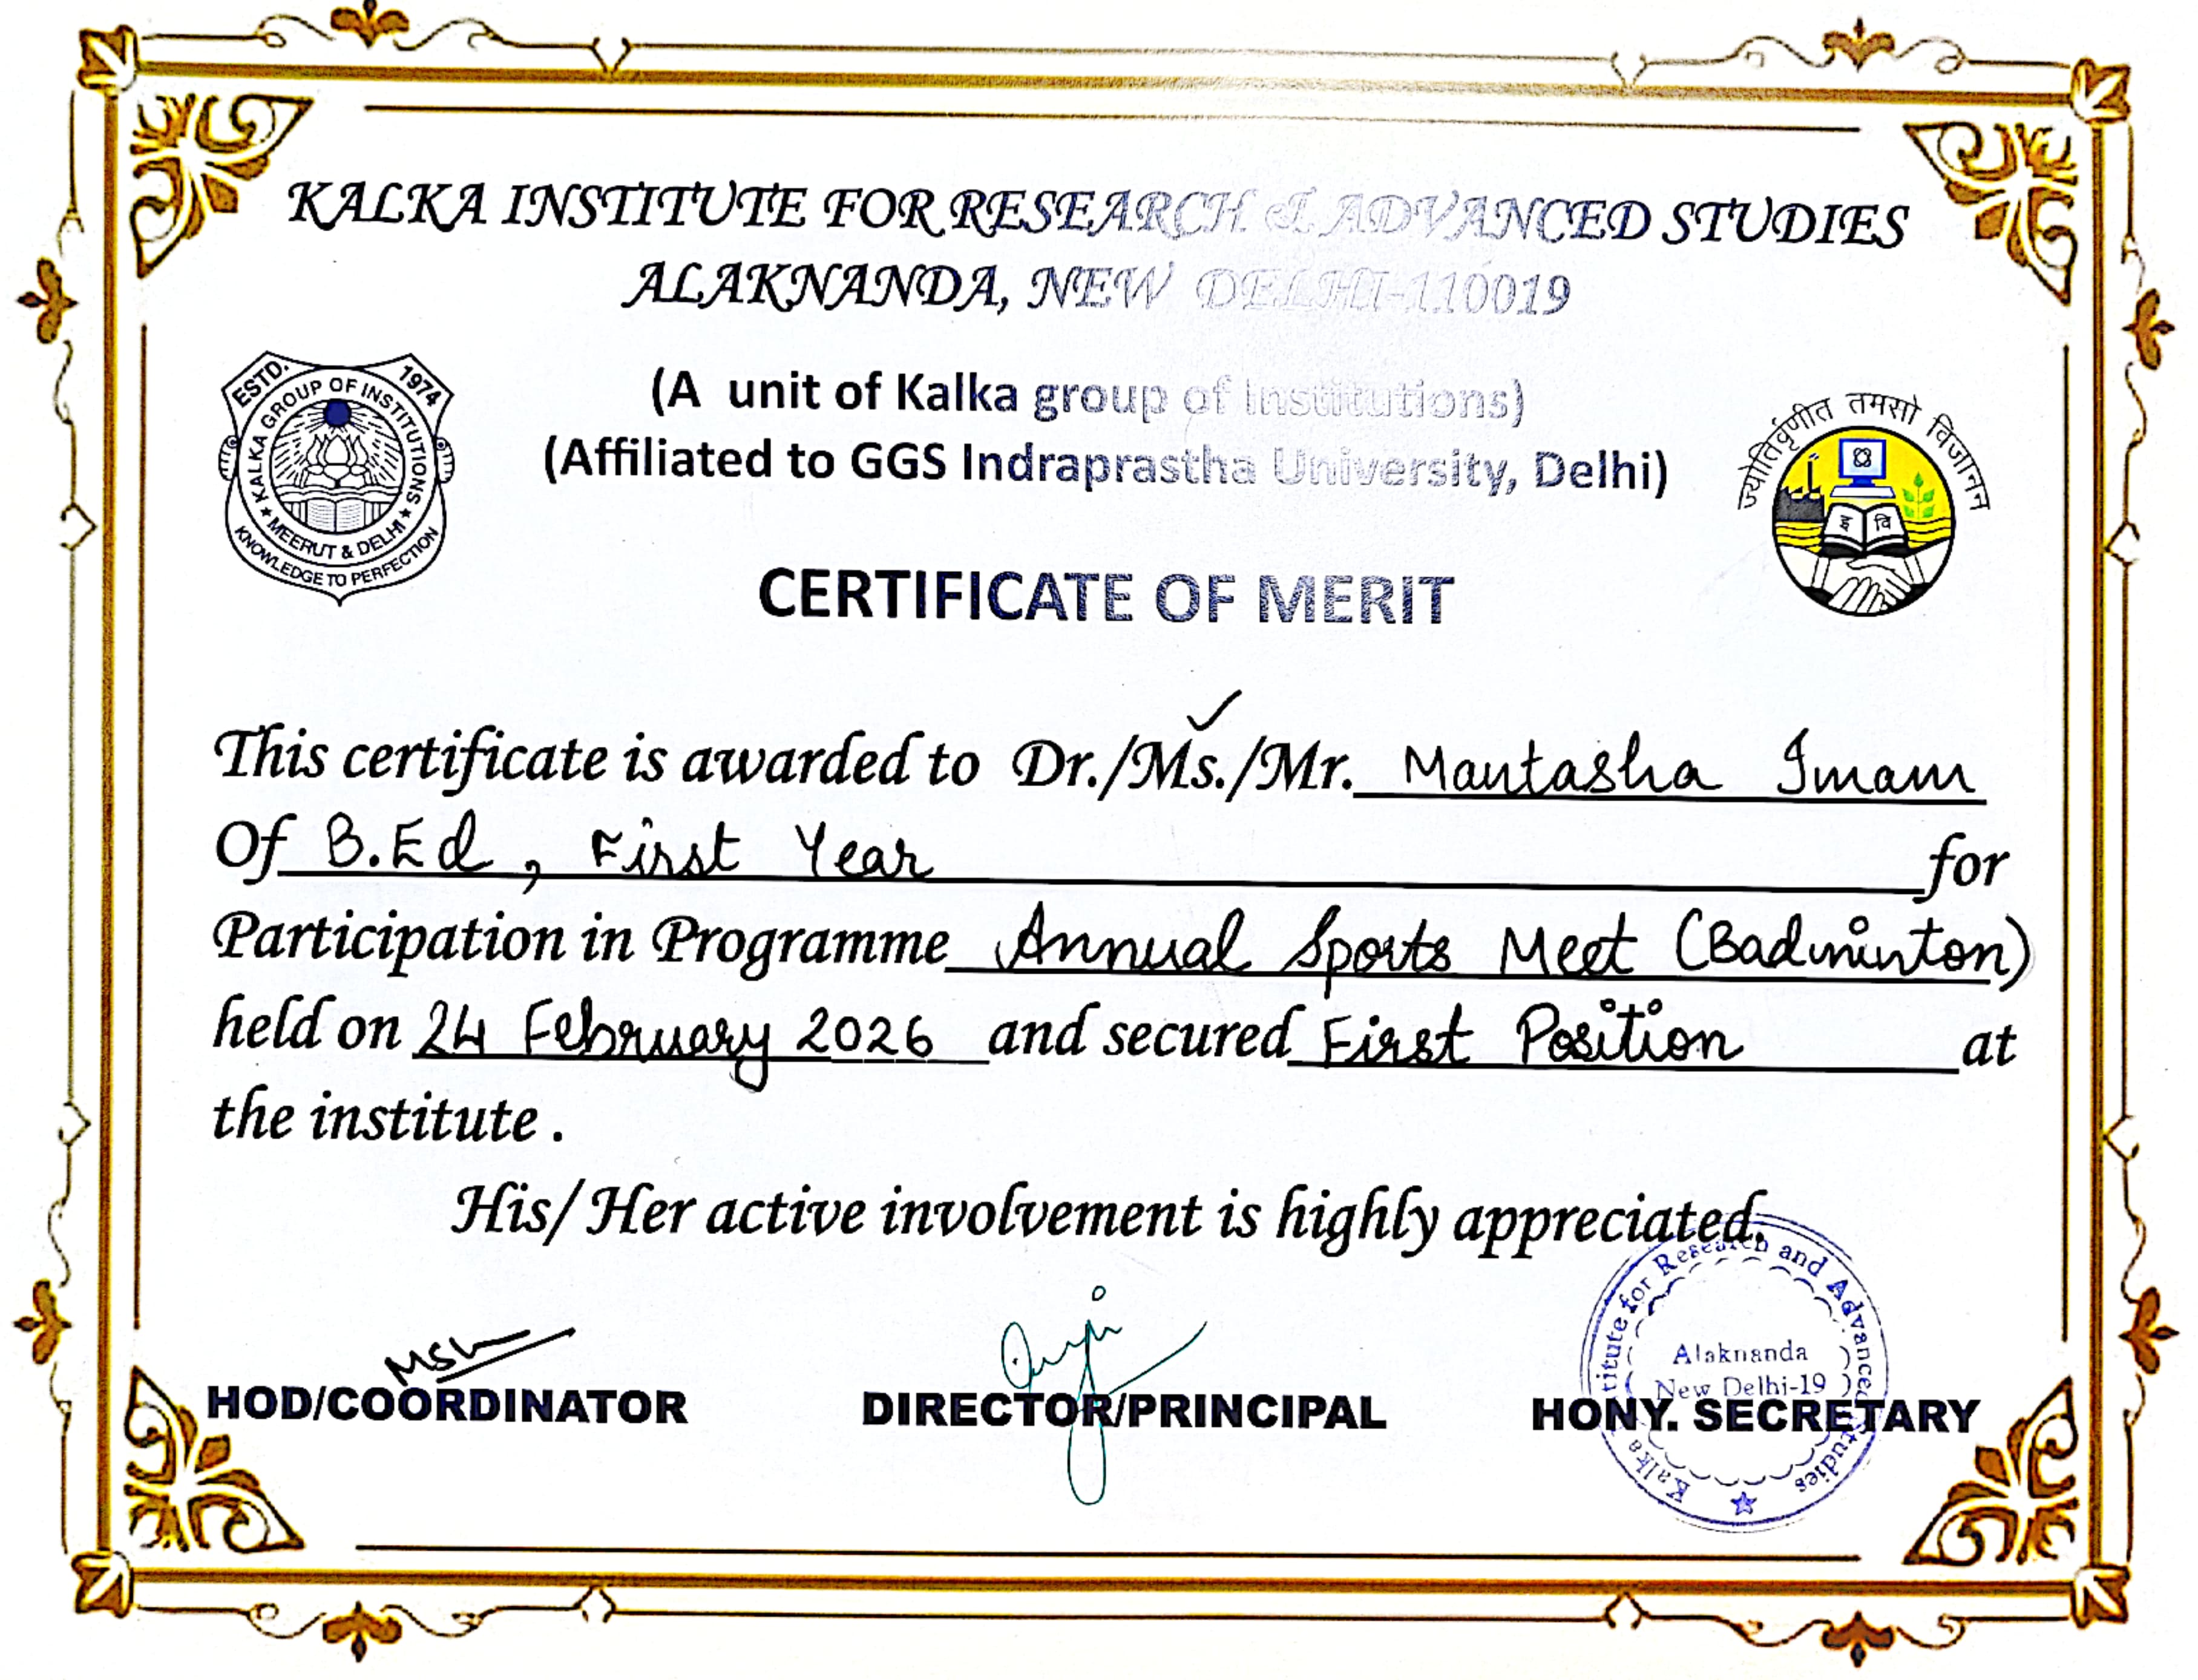 KALKA INSTITUTE FOR RESEARCH & ADVANCED STUDIES
ALAKNANDA, NEW DELHI-110019
ESTD. 1974
KALKA GROUP OF INSTITUTIONS
★ MEERUT & DELHI ★
KNOWLEDGE TO PERFECTION
(A unit of Kalka group of Institutions)
(Affiliated to GGS Indraprastha University, Delhi)
ज्योतिर्वृणीत तमसो विजानन
इ वि
CERTIFICATE OF MERIT
This certificate is awarded to Dr./Ms./Mr. Mantasha Imam
Of B.Ed, First Year for
Participation in Programme Annual Sports Meet (Badminton)
held on 24 February 2026 and secured First Position at
the institute .
His/ Her active involvement is highly appreciated.
HOD/COORDINATOR
DIRECTOR/PRINCIPAL
HONY. SECRETARY
Kalka Institute for Research and Advanced Studies
Alaknanda
New Delhi-19